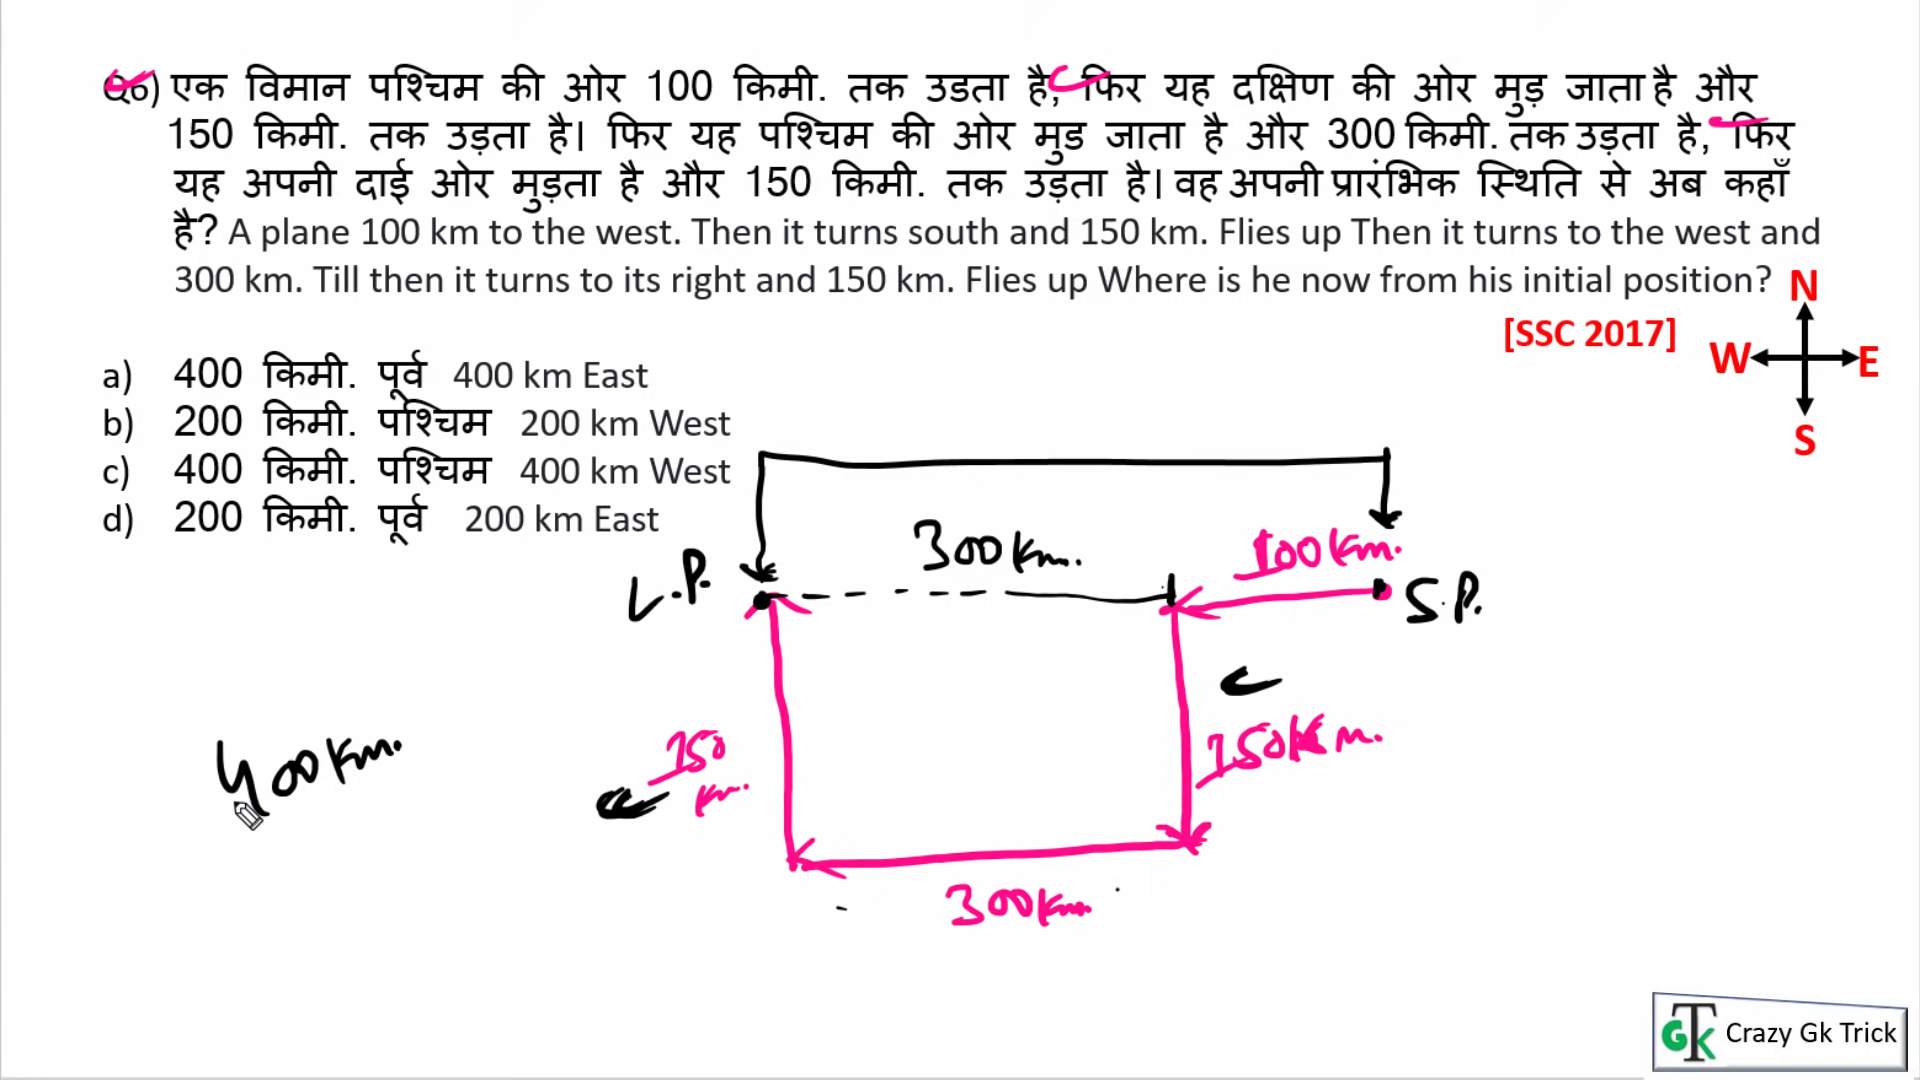 Q6) एक विमान पश्चिम की ओर 100 किमी. तक उडता है, फिर यह दक्षिण की ओर मुड़ जाता है और
150 किमी. तक उड़ता है। फिर यह पश्चिम की ओर मुड जाता है और 300 किमी. तक उड़ता है, फिर
यह अपनी दाई ओर मुड़ता है और 150 किमी. तक उड़ता है। वह अपनी प्रारंभिक स्थिति से अब कहाँ
है? A plane 100 km to the west. Then it turns south and 150 km. Flies up Then it turns to the west and
300 km. Till then it turns to its right and 150 km. Flies up Where is he now from his initial position?
N
[SSC 2017]
W E
S
a) 400 किमी. पूर्व 400 km East
b) 200 किमी. पश्चिम 200 km West
c) 400 किमी. पश्चिम 400 km West
d) 200 किमी. पूर्व 200 km East
300 km.
100 km.
L.P.
S.P.
150 km.
150 km.
400 km.
300 km.
GTK Crazy Gk Trick